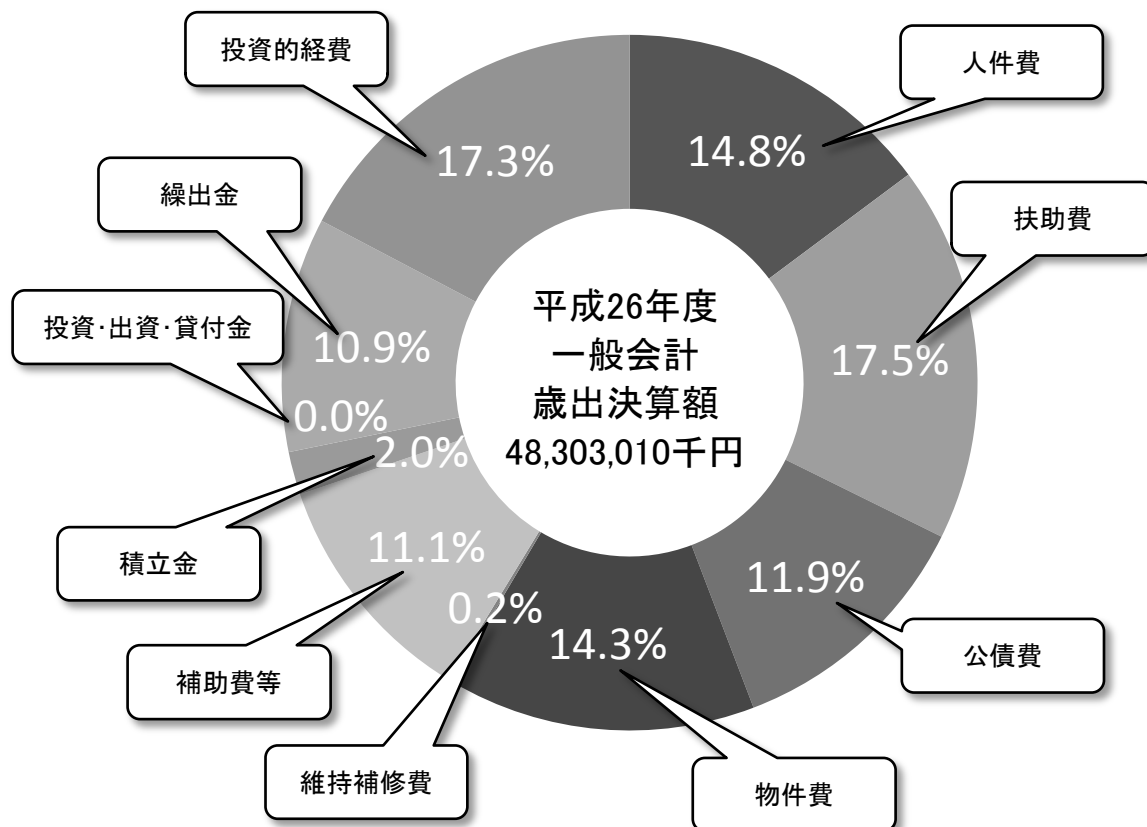 投資的経費
人件費
17.3%
14.8%
繰出金
扶助費
投資･出資･貸付金
10.9%
17.5%
0.0%
2.0%
平成26年度
一般会計
歳出決算額
48,303,010千円
積立金
11.1%
11.9%
0.2%
14.3%
補助費等
公債費
維持補修費
物件費